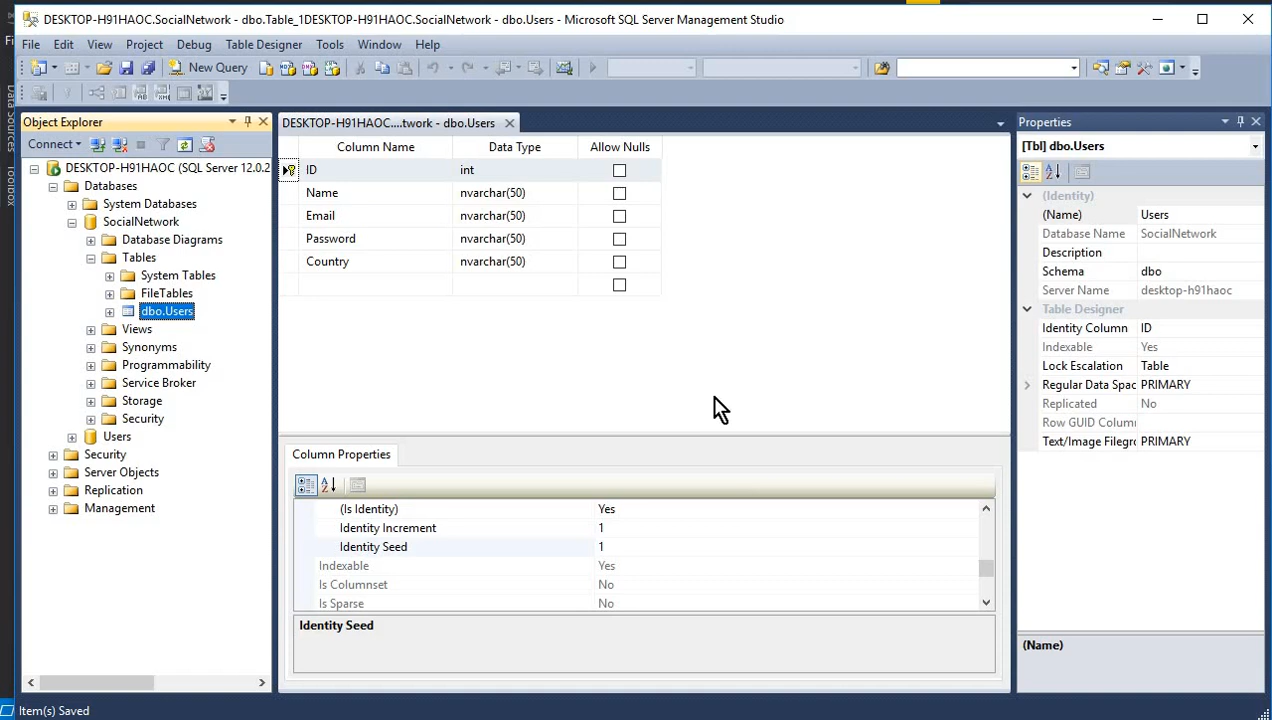 DESKTOP-H91HAOC.SocialNetwork - dbo.Table_1DESKTOP-H91HAOC.SocialNetwork - dbo.Users - Microsoft SQL Server Management Studio
File Edit View Project Debug Table Designer Tools Window Help
New Query
Data Sources
Toolbox
Object Explorer
Connect
DESKTOP-H91HAOC (SQL Server 12.0.2
Databases
System Databases
SocialNetwork
Database Diagrams
Tables
System Tables
FileTables
dbo.Users
Views
Synonyms
Programmability
Service Broker
Storage
Security
Users
Security
Server Objects
Replication
Management
DESKTOP-H91HAOC....twork - dbo.Users
Column Name Data Type Allow Nulls
ID int
Name nvarchar(50)
Email nvarchar(50)
Password nvarchar(50)
Country nvarchar(50)
Column Properties
(Is Identity) Yes
Identity Increment 1
Identity Seed 1
Indexable Yes
Is Columnset No
Is Sparse No
Identity Seed
Properties
[Tbl] dbo.Users
(Identity)
(Name) Users
Database Name SocialNetwork
Description
Schema dbo
Server Name desktop-h91haoc
Table Designer
Identity Column ID
Indexable Yes
Lock Escalation Table
Regular Data Spac PRIMARY
Replicated No
Row GUID Colum
Text/Image Filegr PRIMARY
(Name)
Item(s) Saved